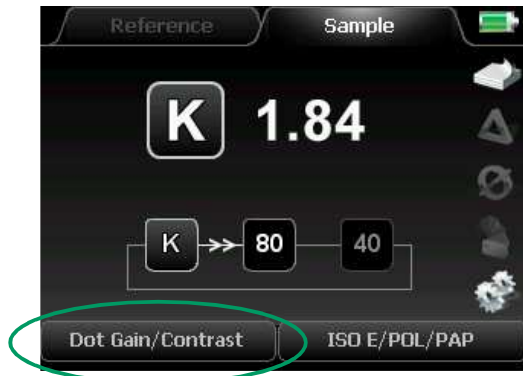 Reference Sample
K 1.84
K >> 80 40
Dot Gain/Contrast ISO E/POL/PAP